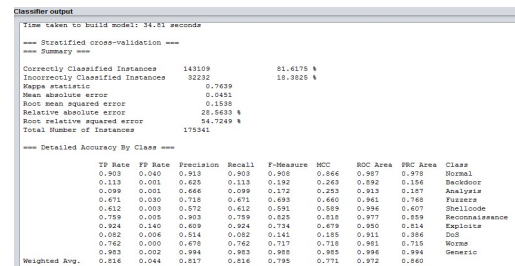 Classifier output
Time taken to build model: 34.81 seconds
=== Stratified cross-validation ===
=== Summary ===
Correctly Classified Instances 143109 81.6175 %
Incorrectly Classified Instances 32232 18.3825 %
Kappa statistic 0.7639
Mean absolute error 0.0451
Root mean squared error 0.1538
Relative absolute error 28.5633 %
Root relative squared error 54.7249 %
Total Number of Instances 175341
=== Detailed Accuracy By Class ===
TP Rate FP Rate Precision Recall F-Measure MCC ROC Area PRC Area Class
0.903 0.040 0.913 0.903 0.908 0.866 0.987 0.978 Normal
0.113 0.001 0.625 0.113 0.192 0.263 0.892 0.156 Backdoor
0.099 0.001 0.666 0.099 0.172 0.253 0.913 0.187 Analysis
0.671 0.030 0.718 0.671 0.693 0.660 0.961 0.768 Fuzzers
0.612 0.003 0.572 0.612 0.591 0.589 0.996 0.607 Shellcode
0.759 0.005 0.903 0.759 0.825 0.818 0.977 0.859 Reconnaissance
0.924 0.140 0.609 0.924 0.734 0.679 0.950 0.814 Exploits
0.082 0.006 0.514 0.082 0.141 0.185 0.911 0.386 DoS
0.762 0.000 0.678 0.762 0.717 0.718 0.981 0.715 Worms
0.983 0.002 0.994 0.983 0.988 0.985 0.996 0.994 Generic
Weighted Avg. 0.816 0.044 0.817 0.816 0.795 0.771 0.972 0.860